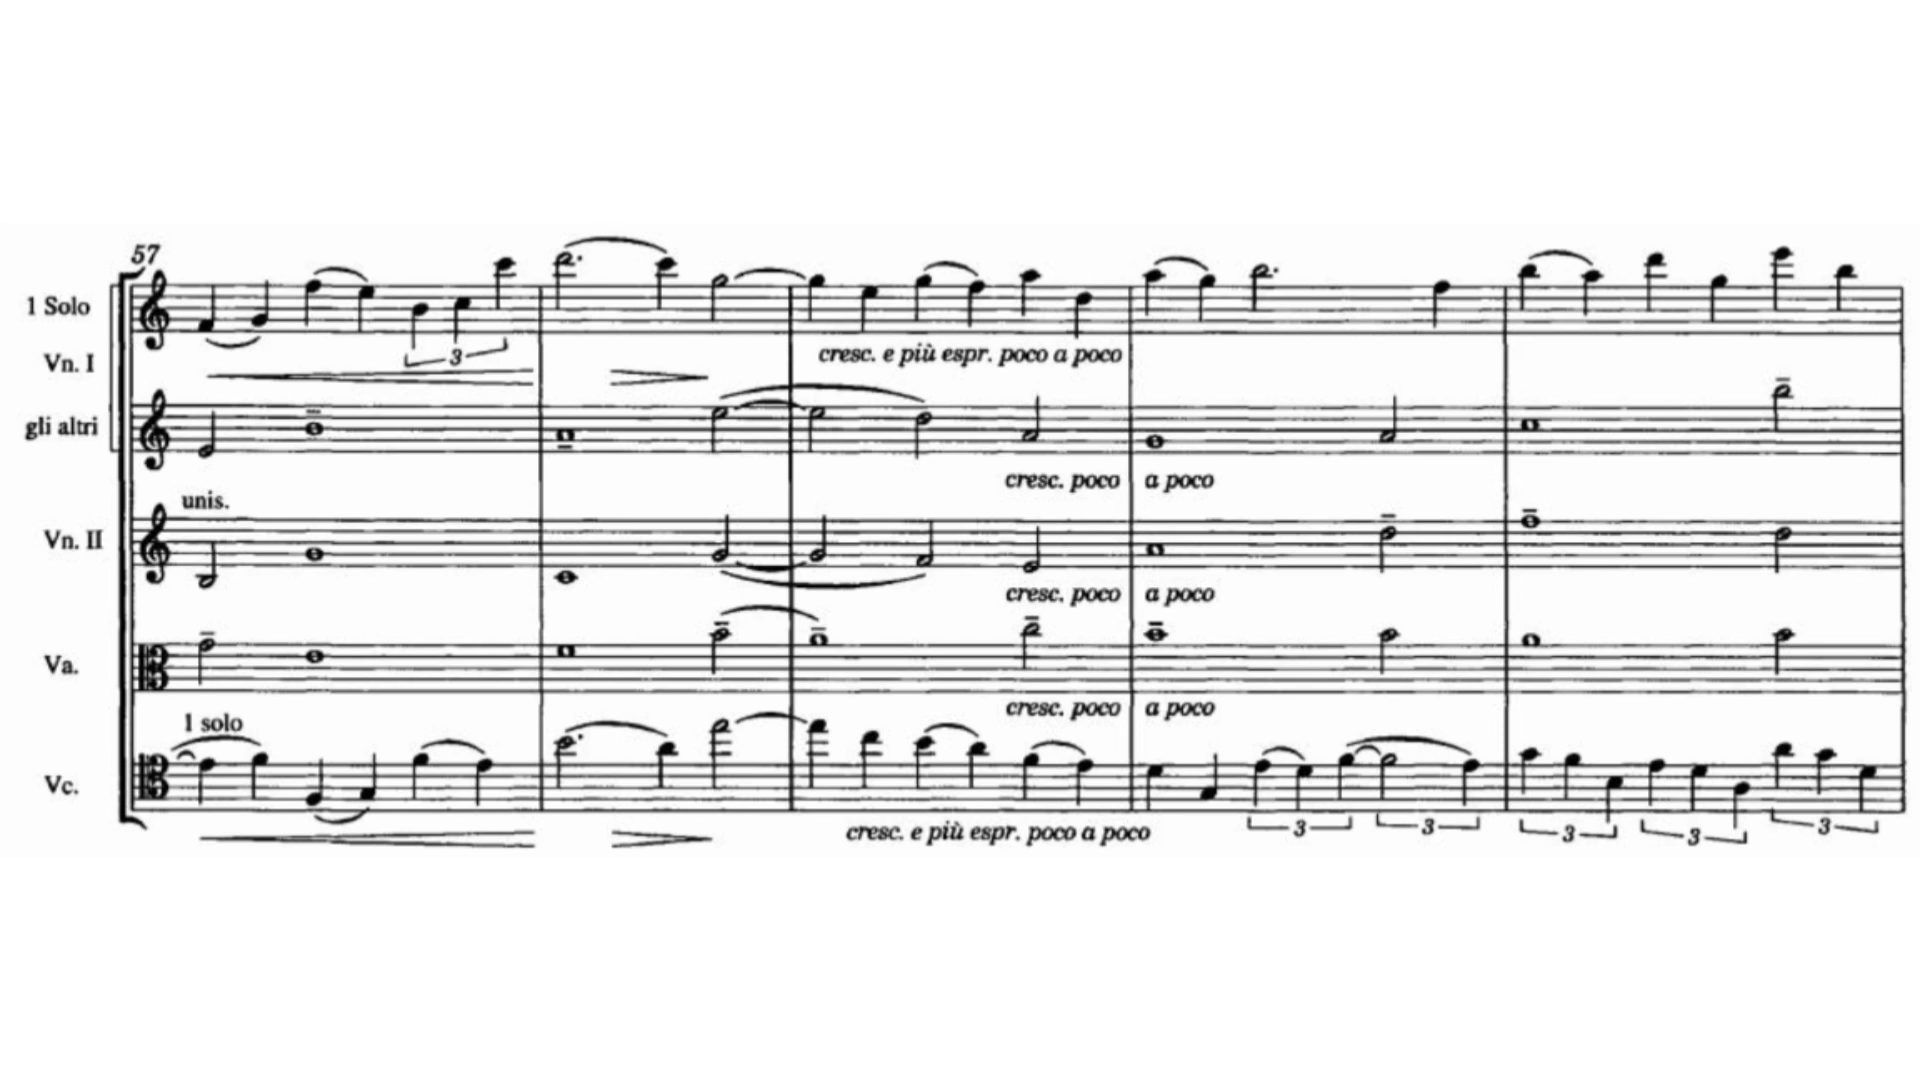 57
1 Solo
3
Vn. I
cresc. e più espr. poco a poco
gli altri
cresc. poco a poco
unis.
Vn. II
cresc. poco a poco
Va.
cresc. poco a poco
1 solo
Vc.
3 3 3 3 3
cresc. e più espr. poco a poco